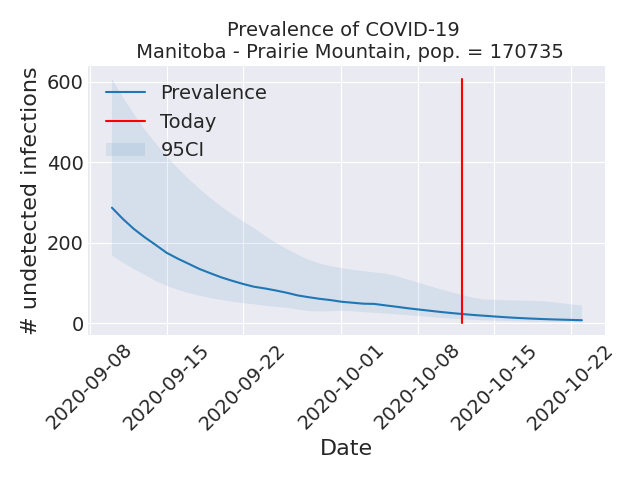 Prevalence of COVID-19
Manitoba - Prairie Mountain, pop. = 170735
# undetected infections
600
400
200
0
Prevalence
Today
95CI
2020-09-08
2020-09-15
2020-09-22
2020-10-01
2020-10-08
2020-10-15
2020-10-22
Date